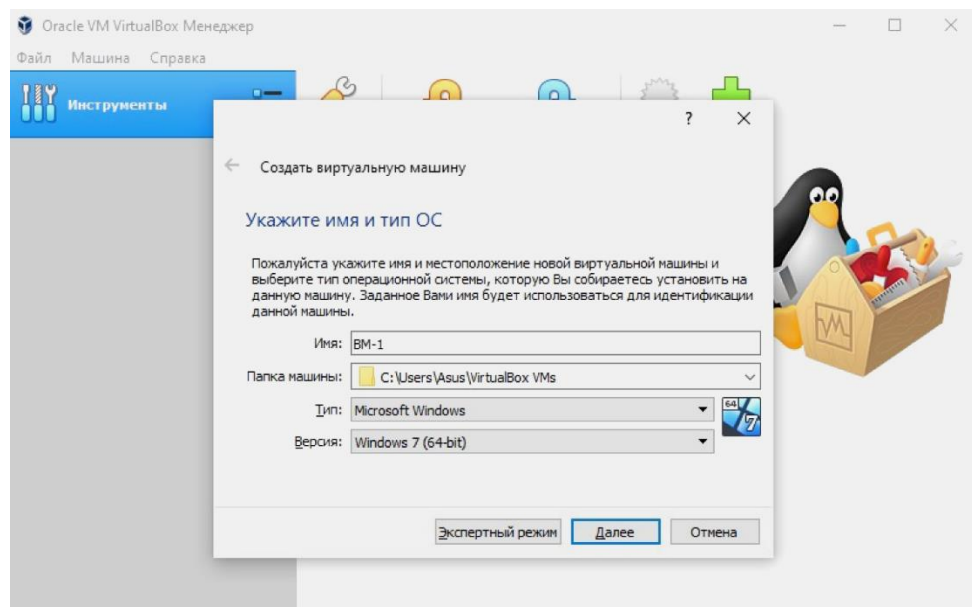 Oracle VM VirtualBox Менеджер
Файл Машина Справка
Инструменты
?
Создать виртуальную машину
Укажите имя и тип ОС
Пожалуйста укажите имя и местоположение новой виртуальной машины и
выберите тип операционной системы, которую Вы собираетесь установить на
данную машину. Заданное Вами имя будет использоваться для идентификации
данной машины.
Имя: ВМ-1
Папка машины: C:\Users\Asus\VirtualBox VMs
Тип: Microsoft Windows
64
7
Версия: Windows 7 (64-bit)
Экспертный режим Далее Отмена